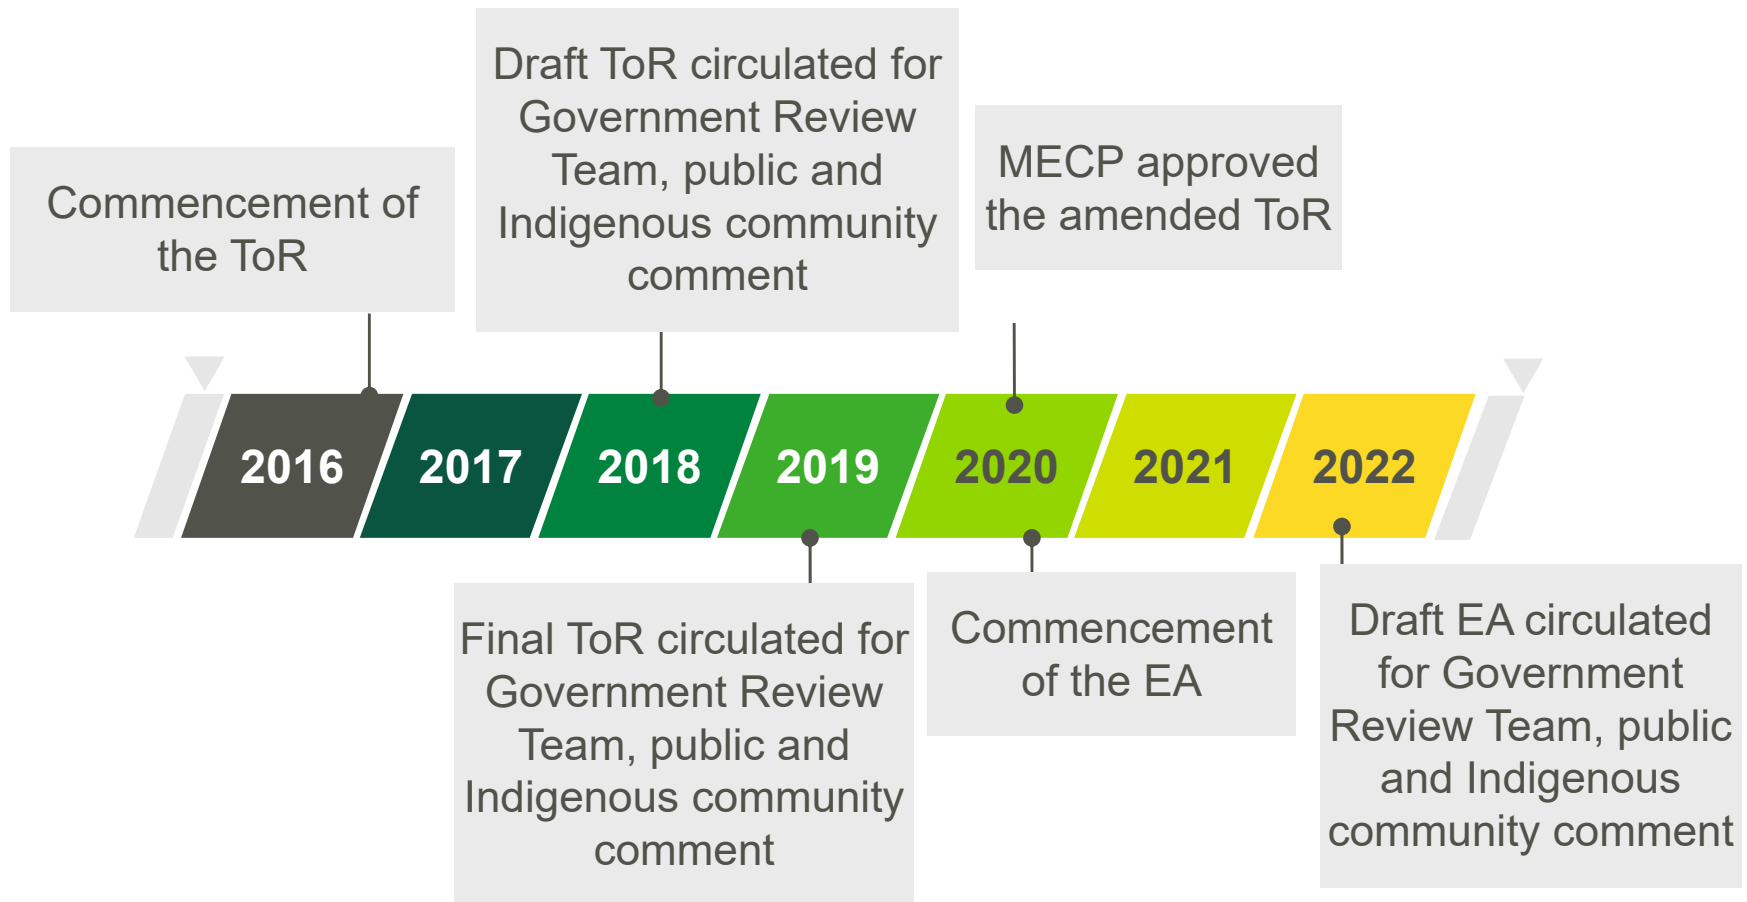 Commencement of
the ToR
Draft ToR circulated for
Government Review
Team, public and
Indigenous community
comment
MECP approved
the amended ToR
2016
2017
2018
2019
2020
2021
2022
Final ToR circulated for
Government Review
Team, public and
Indigenous community
comment
Commencement
of the EA
Draft EA circulated
for Government
Review Team, public
and Indigenous
community comment